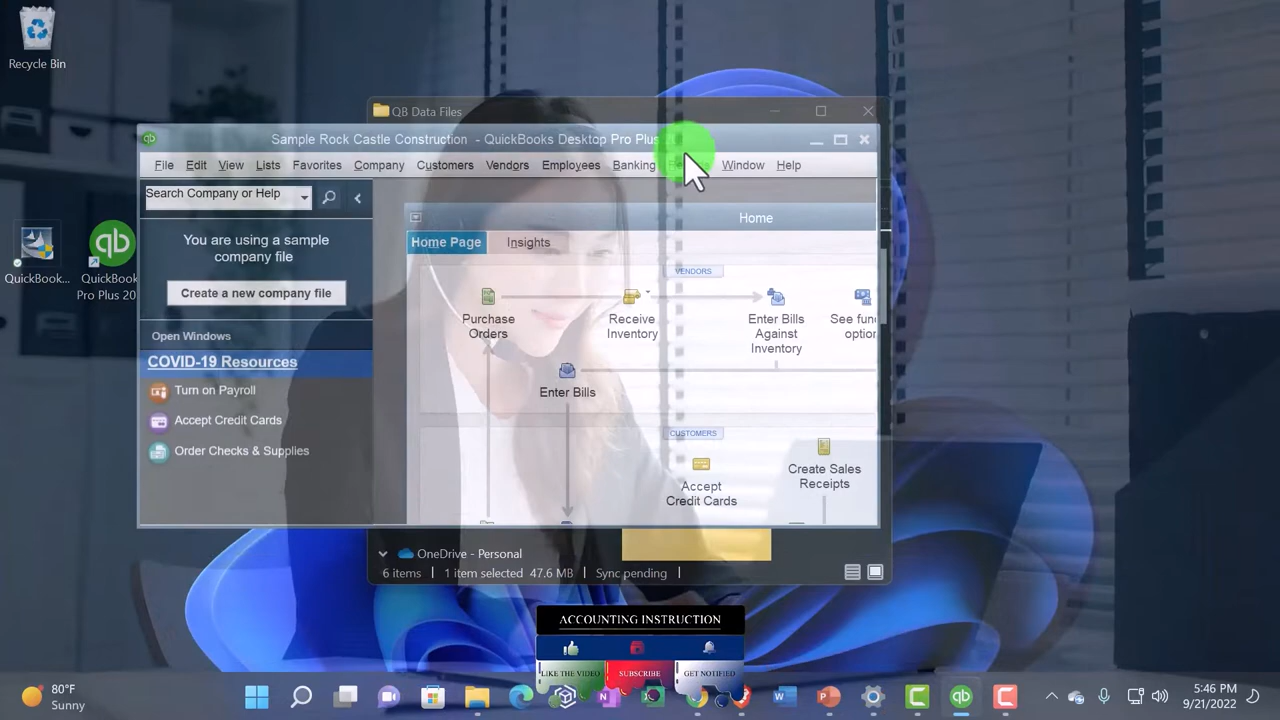 Recycle Bin
QB Data Files
Sample Rock Castle Construction - QuickBooks Desktop Pro Plus
File Edit View Lists Favorites Company Customers Vendors Employees Banking Window Help
Search Company or Help
Home
You are using a sample
company file
Home Page Insights
Create a new company file
VENDORS
QuickBook...
QuickBook
Pro Plus 20
Purchase
Orders
Receive
Inventory
Enter Bills
Against
Inventory
See fun
option
Open Windows
COVID-19 Resources
Turn on Payroll
Accept Credit Cards
Order Checks & Supplies
Enter Bills
CUSTOMERS
Accept
Credit Cards
Create Sales
Receipts
OneDrive - Personal
6 items 1 item selected 47.6 MB Sync pending
ACCOUNTING INSTRUCTION
LIKE THE VIDEO SUBSCRIBE GET NOTIFIED
80°F
Sunny
5:46 PM
9/21/2022